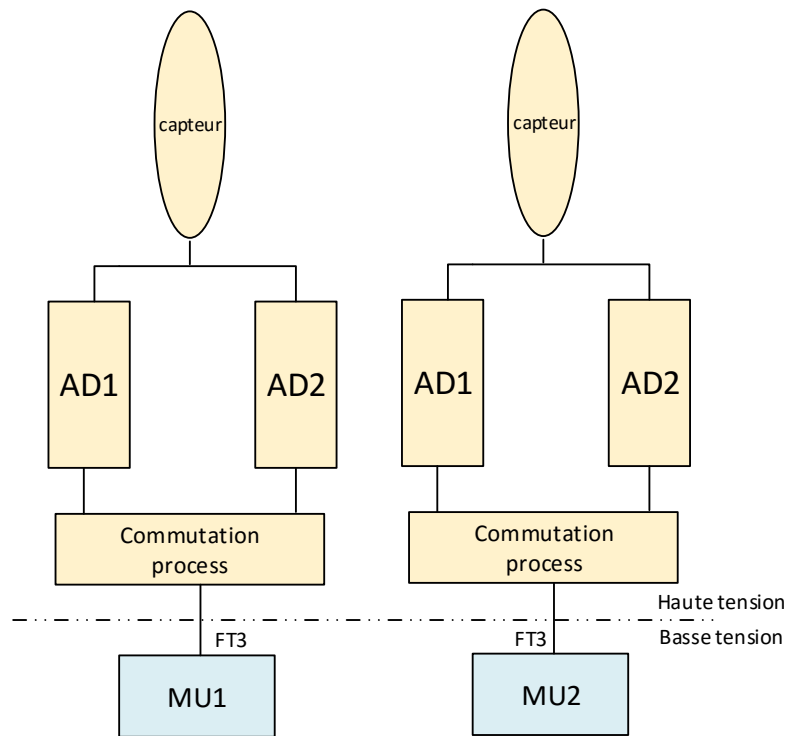 capteur
capteur
AD1
AD2
AD1
AD2
Commutation
process
Commutation
process
Haute tension
Basse tension
FT3
FT3
MU1
MU2